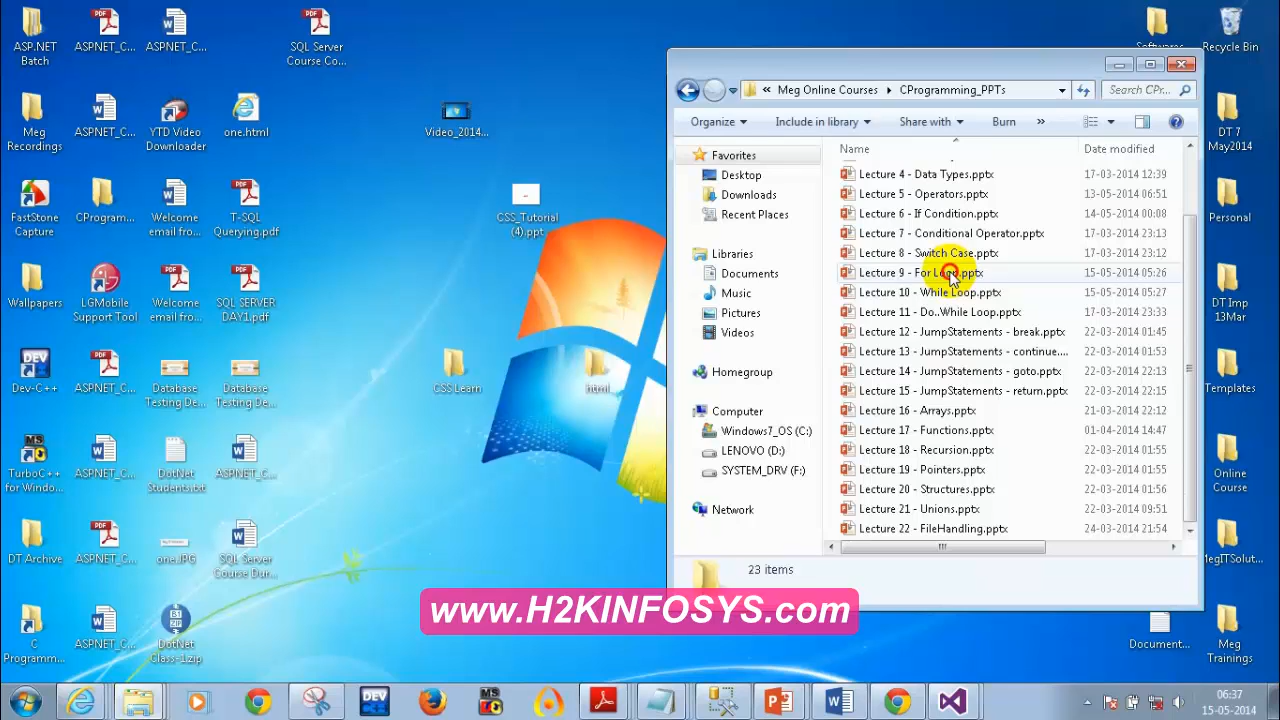 ASP.NET
Batch
ASPNET_C...
ASPNET_C...
SQL Server
Course Co...
Recycle Bin
Meg
Recordings
ASPNET_C...
YTD Video
Downloader
one.html
Video_2014...
DT 7
May2014
FastStone
Capture
CProgram...
Welcome
email fro...
T-SQL
Querying.pdf
CSS_Tutorial
(4).ppt
Personal
Wallpapers
LGMobile
Support Tool
Welcome
email fro...
SQL SERVER
DAY1.pdf
DT Imp
13Mar
Dev-C++
ASPNET_C...
Database
Testing De...
Database
Testing De...
CSS Learn
html
Templates
TurboC++
for Windo...
ASPNET_C...
DotNet
Students.txt
ASPNET_C...
Online
Course
DT Archive
ASPNET_C...
one.JPG
SQL Server
Course Dur...
MegITSolut...
C
Programm...
ASPNET_C...
DotNet
Class-1.zip
Document...
Meg
Trainings
« Meg Online Courses
CProgramming_PPTs
Search CPr...
Organize
Include in library
Share with
Burn
»
Favorites
Desktop
Downloads
Recent Places
Libraries
Documents
Music
Pictures
Videos
Homegroup
Computer
Windows7_OS (C:)
LENOVO (D:)
SYSTEM_DRV (F:)
Network
Name
Date modified
Lecture 4 - Data Types.pptx 17-03-2014 12:39
Lecture 5 - Operators.pptx 13-05-2014 06:51
Lecture 6 - If Condition.pptx 14-05-2014 00:08
Lecture 7 - Conditional Operator.pptx 17-03-2014 23:13
Lecture 8 - Switch Case.pptx 17-03-2014 23:12
Lecture 9 - For Loop.pptx 15-05-2014 05:26
Lecture 10 - While Loop.pptx 15-05-2014 05:27
Lecture 11 - Do..While Loop.pptx 17-03-2014 23:33
Lecture 12 - JumpStatements - break.pptx 22-03-2014 01:45
Lecture 13 - JumpStatements - continue.... 22-03-2014 01:53
Lecture 14 - JumpStatements - goto.pptx 22-03-2014 22:13
Lecture 15 - JumpStatements - return.pptx 22-03-2014 22:15
Lecture 16 - Arrays.pptx 21-03-2014 22:12
Lecture 17 - Functions.pptx 01-04-2014 14:47
Lecture 18 - Recursion.pptx 22-03-2014 01:55
Lecture 19 - Pointers.pptx 22-03-2014 01:55
Lecture 20 - Structures.pptx 22-03-2014 01:56
Lecture 21 - Unions.pptx 22-03-2014 09:51
Lecture 22 - FileHandling.pptx 24-03-2014 21:54
23 items
www.H2KINFOSYS.com
06:37
15-05-2014